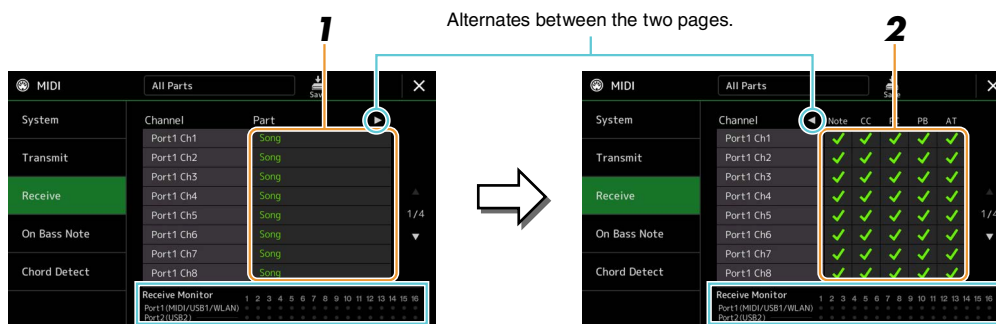 Alternates between the two pages.
1
2
MIDI
All Parts
Save
×
System
Transmit
Receive
On Bass Note
Chord Detect
Channel Part ▶
Port1 Ch1 Song
Port1 Ch2 Song
Port1 Ch3 Song
Port1 Ch4 Song
Port1 Ch5 Song
Port1 Ch6 Song
Port1 Ch7 Song
Port1 Ch8 Song
1/4
Receive Monitor 1 2 3 4 5 6 7 8 9 10 11 12 13 14 15 16
Port1(MIDI/USB1/WLAN)
Port2(USB2)
MIDI
All Parts
Save
×
System
Transmit
Receive
On Bass Note
Chord Detect
Channel ◀ Note CC PC PB AT
Port1 Ch1 ✓ ✓ ✓ ✓ ✓
Port1 Ch2 ✓ ✓ ✓ ✓ ✓
Port1 Ch3 ✓ ✓ ✓ ✓ ✓
Port1 Ch4 ✓ ✓ ✓ ✓ ✓
Port1 Ch5 ✓ ✓ ✓ ✓ ✓
Port1 Ch6 ✓ ✓ ✓ ✓ ✓
Port1 Ch7 ✓ ✓ ✓ ✓ ✓
Port1 Ch8 ✓ ✓ ✓ ✓ ✓
1/4
Receive Monitor 1 2 3 4 5 6 7 8 9 10 11 12 13 14 15 16
Port1(MIDI/USB1/WLAN)
Port2(USB2)